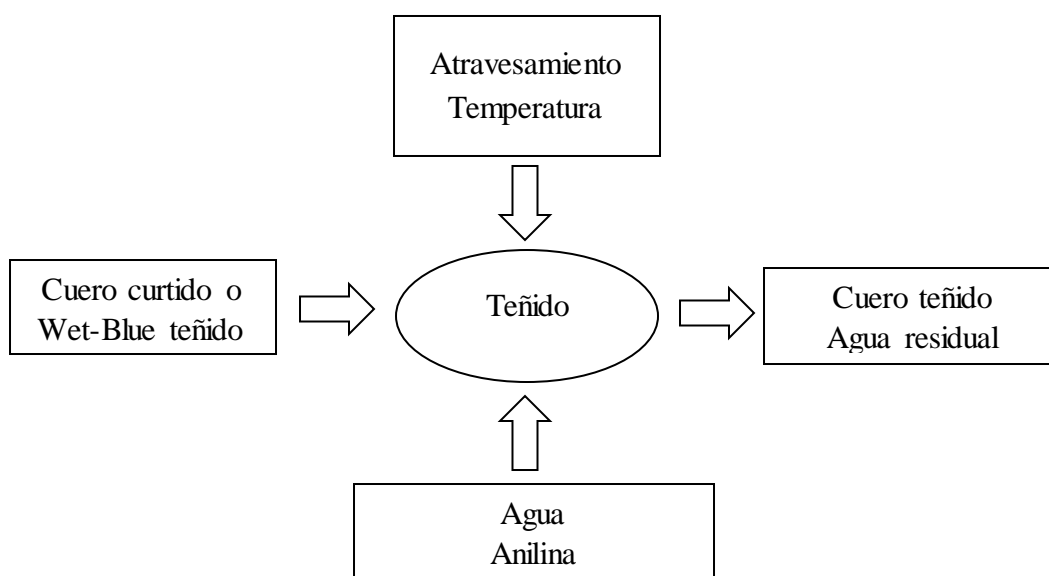 Atravesamiento
Temperatura
Cuero curtido o
Wet-Blue teñido
Teñido
Cuero teñido
Agua residual
Agua
Anilina